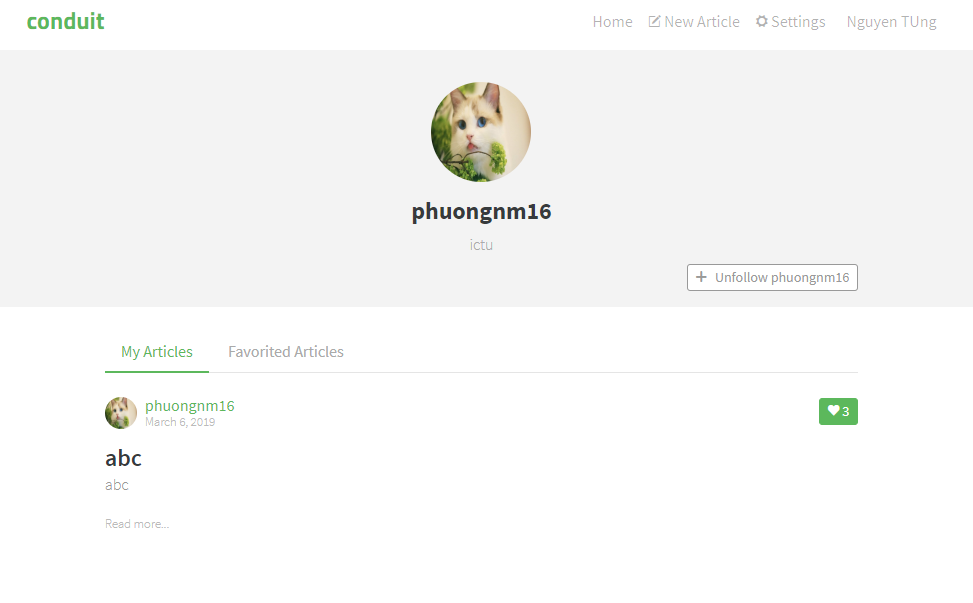 conduit
Home New Article Settings Nguyen TUng
phuongnm16
ictu
Unfollow phuongnm16
My Articles Favorited Articles
phuongnm16
March 6, 2019
3
abc
abc
Read more...